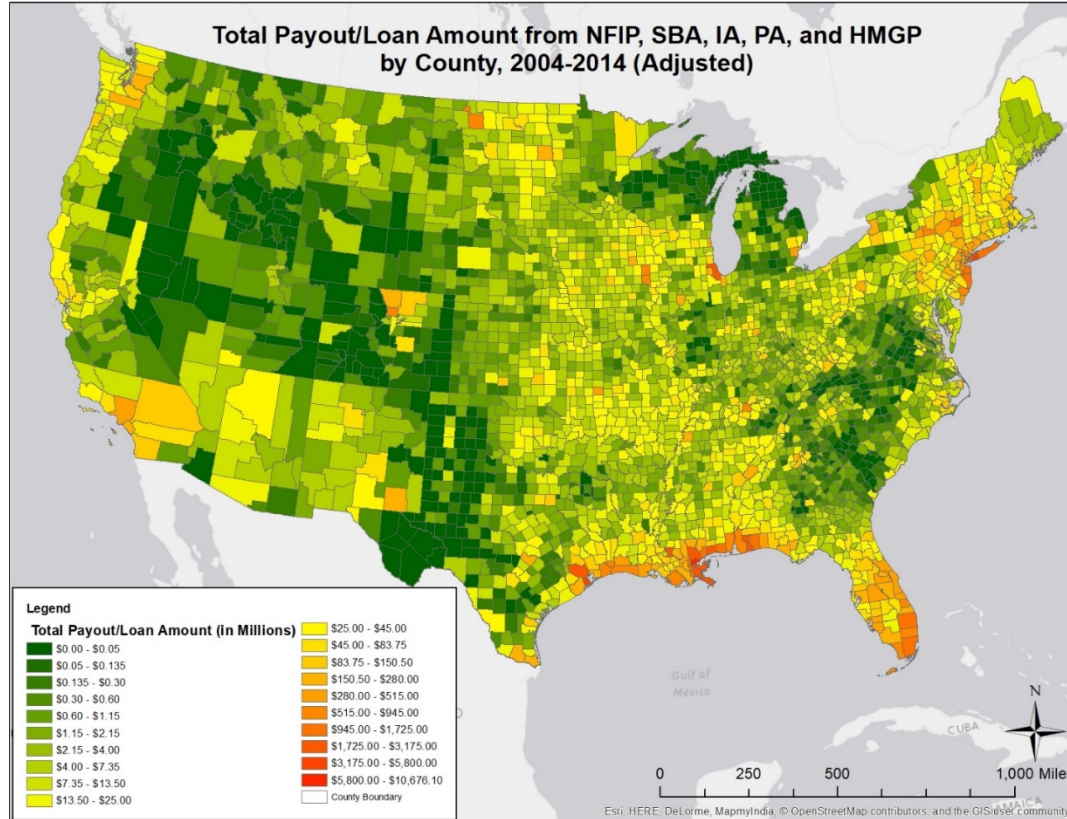 Total Payout/Loan Amount from NFIP, SBA, IA, PA, and HMGP
by County, 2004-2014 (Adjusted)
Gulf of
Mexico
CUBA
N
Legend
Total Payout/Loan Amount (in Millions)
$0.00 - $0.05
$0.05 - $0.135
$0.135 - $0.30
$0.30 - $0.60
$0.60 - $1.15
$1.15 - $2.15
$2.15 - $4.00
$4.00 - $7.35
$7.35 - $13.50
$13.50 - $25.00
$25.00 - $45.00
$45.00 - $83.75
$83.75 - $150.50
$150.50 - $280.00
$280.00 - $515.00
$515.00 - $945.00
$945.00 - $1,725.00
$1,725.00 - $3,175.00
$3,175.00 - $5,800.00
$5,800.00 - $10,676.10
County Boundary
0 250 500 1,000 Mile
Esri, HERE, DeLorme, MapmyIndia, © OpenStreetMap contributors, and the GIS user community